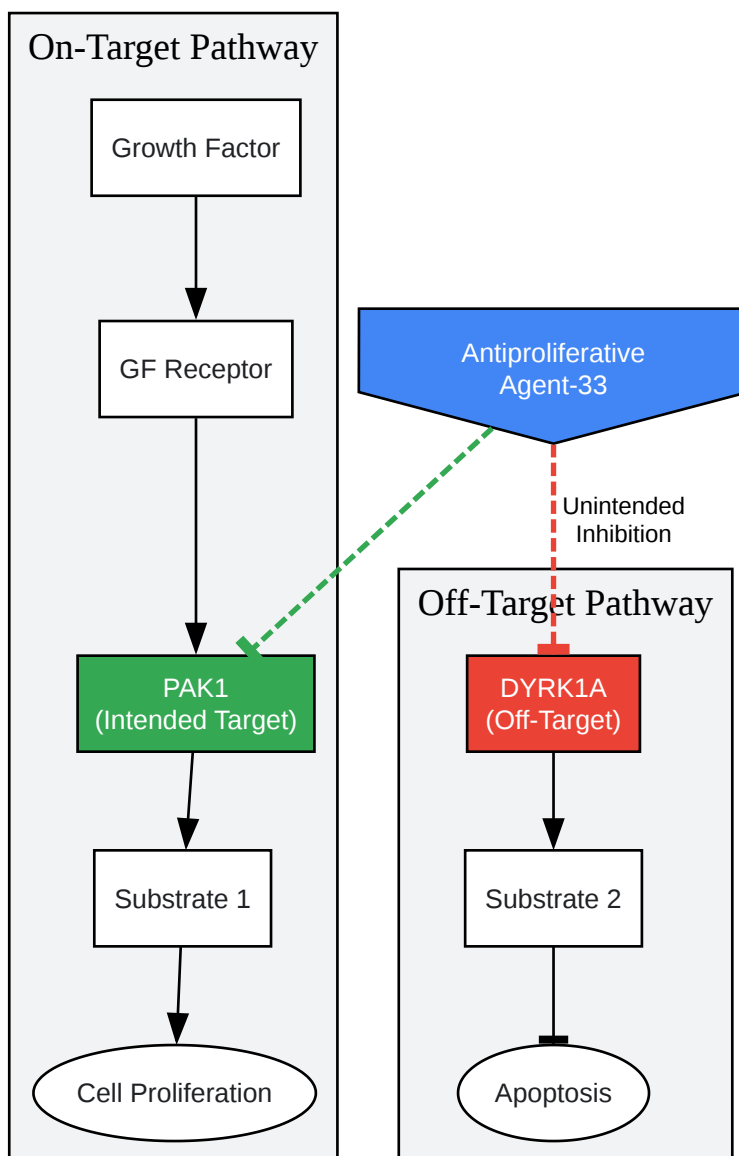 On-Target Pathway
Growth Factor
GF Receptor
Antiproliferative
Agent-33
Unintended
Inhibition
Off-Target Pathway
PAK1
(Intended Target)
DYRK1A
(Off-Target)
Substrate 1
Substrate 2
Cell Proliferation
Apoptosis